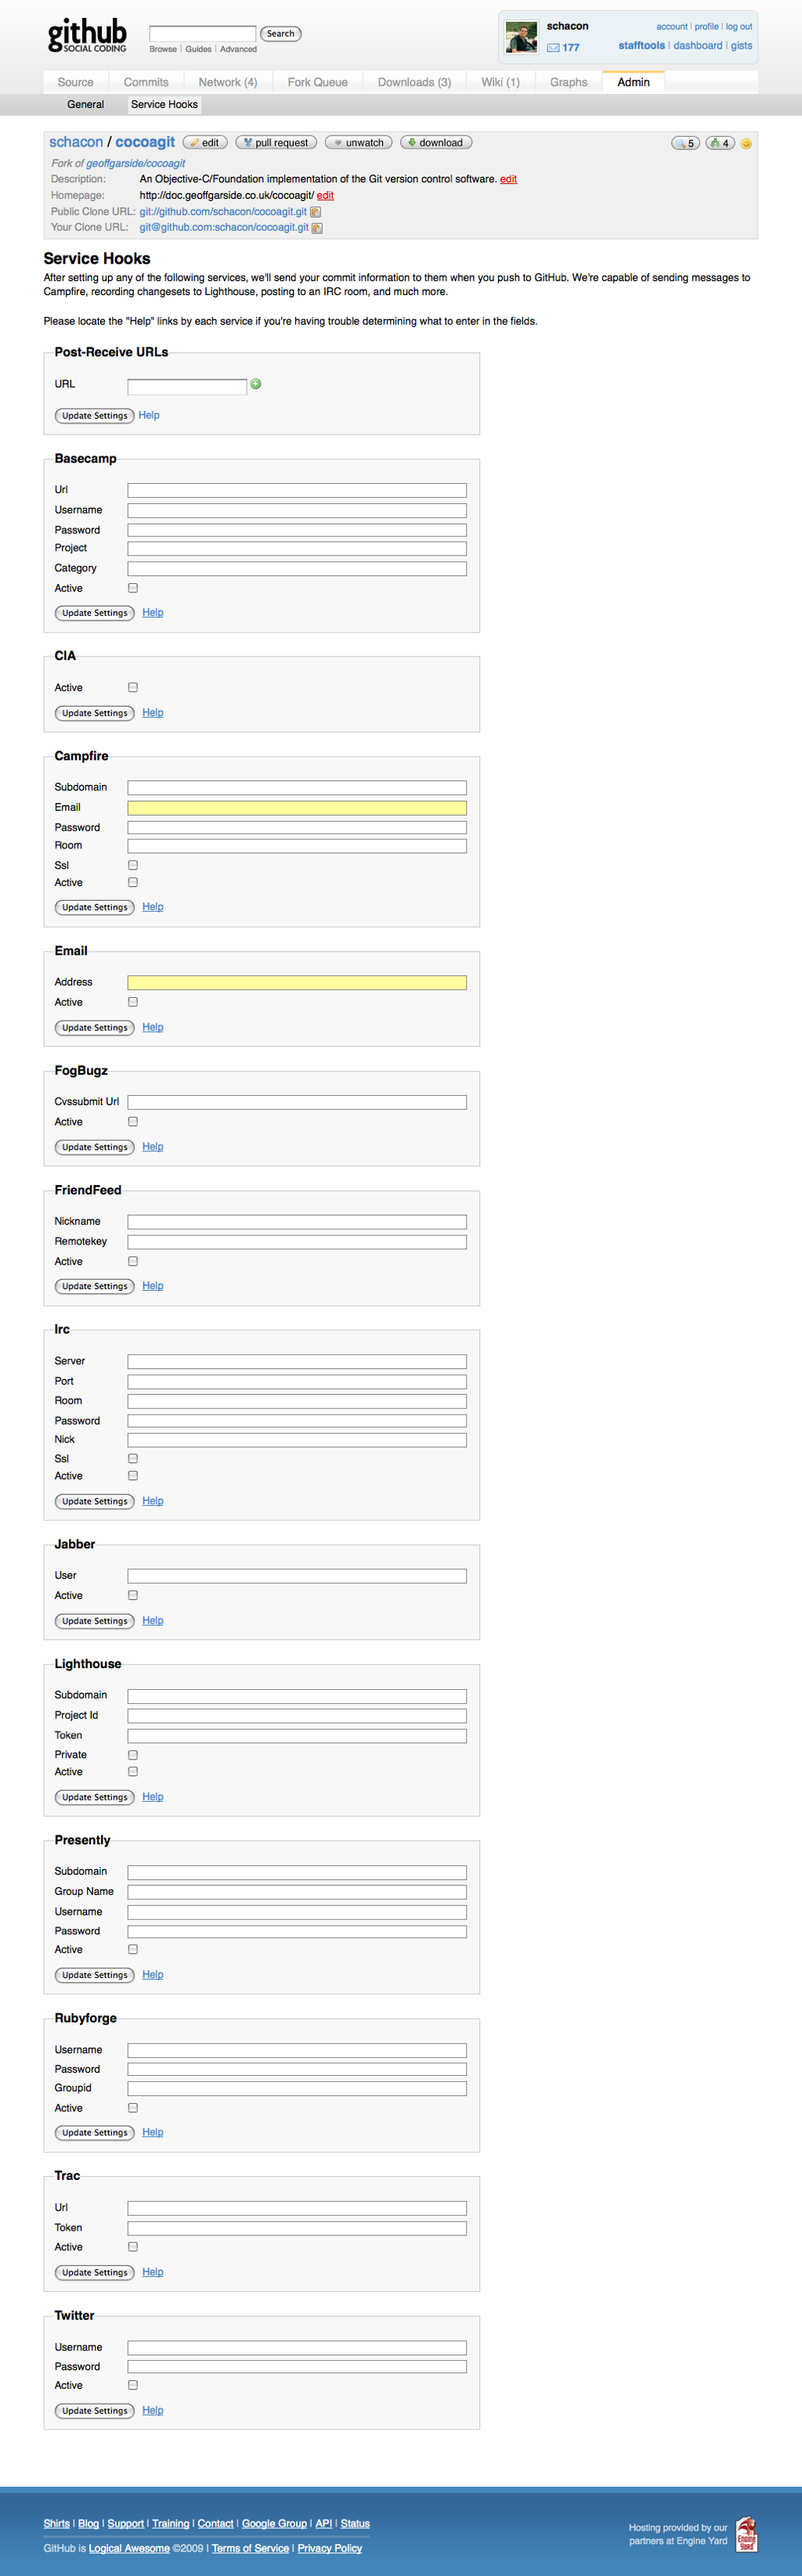 github
SOCIAL CODING
Search
Browse | Guides | Advanced
schacon
account | profile | log out
177
stafftools | dashboard | gists
Source
Commits
Network (4)
Fork Queue
Downloads (3)
Wiki (1)
Graphs
Admin
General
Service Hooks
schacon / cocoagit edit pull request unwatch download 5 4
Fork of geoffgarside/cocoagit
Description: An Objective-C/Foundation implementation of the Git version control software. edit
Homepage: http://doc.geoffgarside.co.uk/cocoagit/ edit
Public Clone URL: git://github.com/schacon/cocoagit.git
Your Clone URL: git@github.com:schacon/cocoagit.git
Service Hooks
After setting up any of the following services, we'll send your commit information to them when you push to GitHub. We're capable of sending messages to
Campfire, recording changesets to Lighthouse, posting to an IRC room, and much more.
Please locate the "Help" links by each service if you're having trouble determining what to enter in the fields.
Post-Receive URLs
URL
Update Settings Help
Basecamp
Url
Username
Password
Project
Category
Active
Update Settings Help
CIA
Active
Update Settings Help
Campfire
Subdomain
Email
Password
Room
Ssl
Active
Update Settings Help
Email
Address
Active
Update Settings Help
FogBugz
Cvssubmit Url
Active
Update Settings Help
FriendFeed
Nickname
Remotekey
Active
Update Settings Help
Irc
Server
Port
Room
Password
Nick
Ssl
Active
Update Settings Help
Jabber
User
Active
Update Settings Help
Lighthouse
Subdomain
Project Id
Token
Private
Active
Update Settings Help
Presently
Subdomain
Group Name
Username
Password
Active
Update Settings Help
Rubyforge
Username
Password
Groupid
Active
Update Settings Help
Trac
Url
Token
Active
Update Settings Help
Twitter
Username
Password
Active
Update Settings Help
Shirts | Blog | Support | Training | Contact | Google Group | API | Status
GitHub is Logical Awesome ©2009 | Terms of Service | Privacy Policy
Hosting provided by our
partners at Engine Yard
Engine
Yard